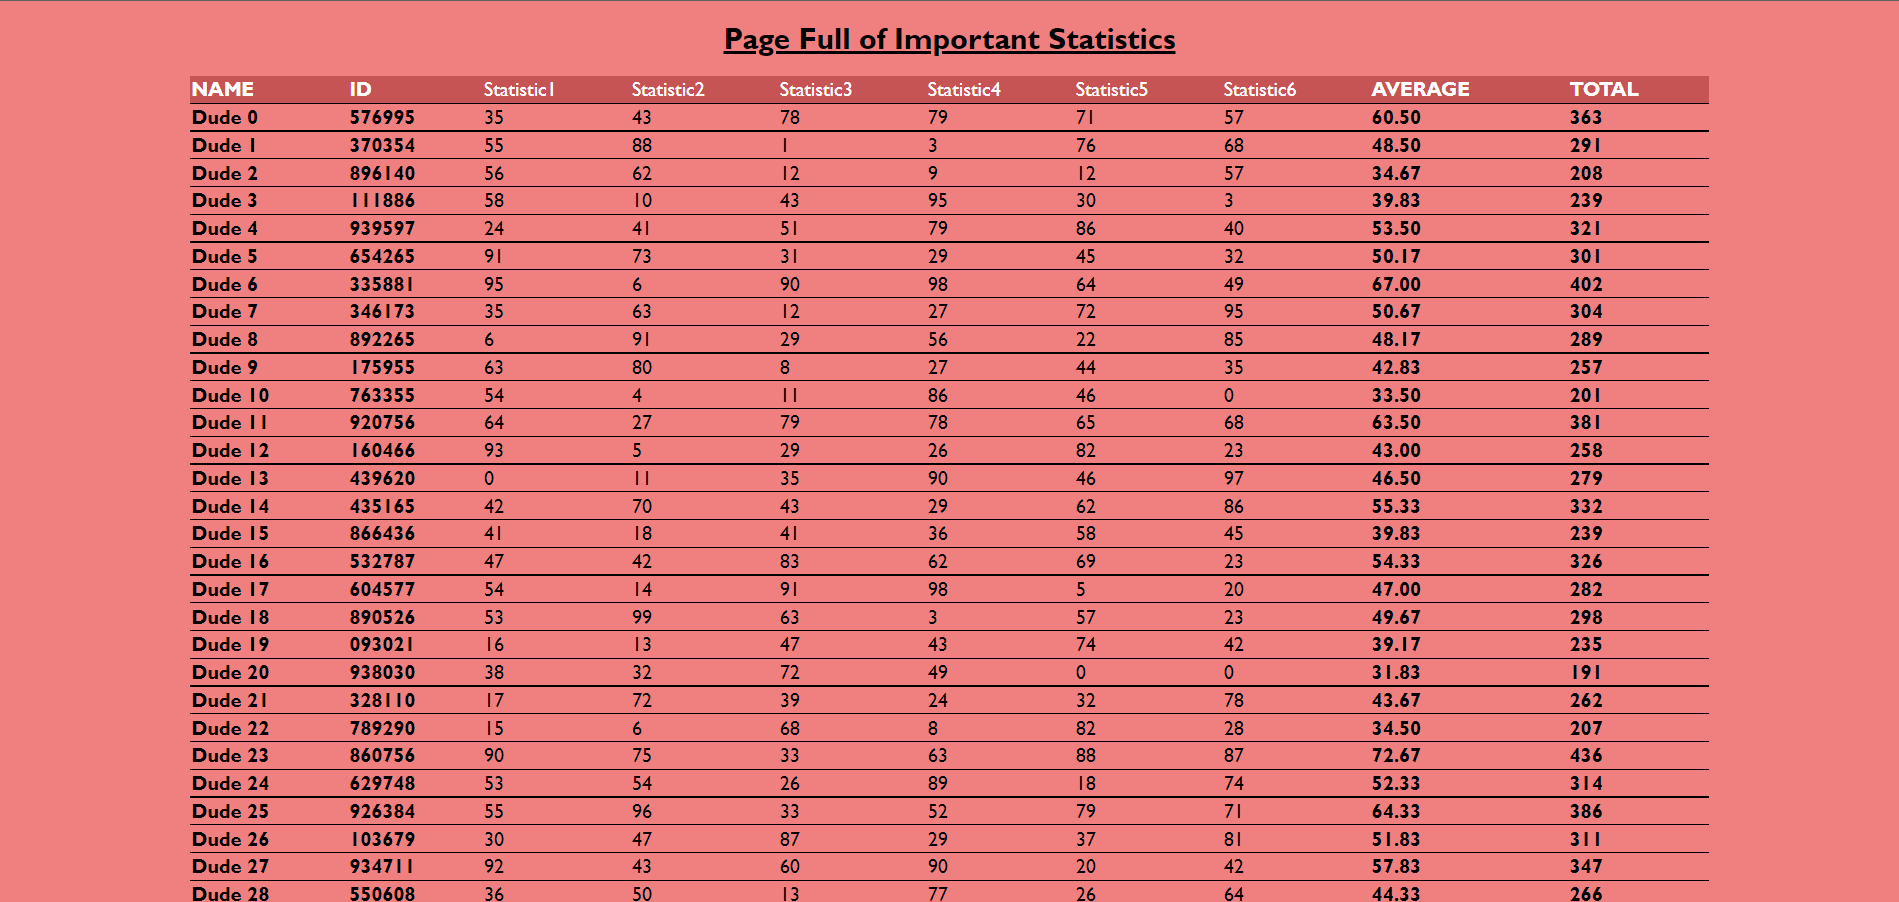 Page Full of Important Statistics
NAME ID Statistic1 Statistic2 Statistic3 Statistic4 Statistic5 Statistic6 AVERAGE TOTAL
Dude 0 576995 35 43 78 79 71 57 60.50 363
Dude 1 370354 55 88 1 3 76 68 48.50 291
Dude 2 896140 56 62 12 9 12 57 34.67 208
Dude 3 111886 58 10 43 95 30 3 39.83 239
Dude 4 939597 24 41 51 79 86 40 53.50 321
Dude 5 654265 91 73 31 29 45 32 50.17 301
Dude 6 335881 95 6 90 98 64 49 67.00 402
Dude 7 346173 35 63 12 27 72 95 50.67 304
Dude 8 892265 6 91 29 56 22 85 48.17 289
Dude 9 175955 63 80 8 27 44 35 42.83 257
Dude 10 763355 54 4 11 86 46 0 33.50 201
Dude 11 920756 64 27 79 78 65 68 63.50 381
Dude 12 160466 93 5 29 26 82 23 43.00 258
Dude 13 439620 0 11 35 90 46 97 46.50 279
Dude 14 435165 42 70 43 29 62 86 55.33 332
Dude 15 866436 41 18 41 36 58 45 39.83 239
Dude 16 532787 47 42 83 62 69 23 54.33 326
Dude 17 604577 54 14 91 98 5 20 47.00 282
Dude 18 890526 53 99 63 3 57 23 49.67 298
Dude 19 093021 16 13 47 43 74 42 39.17 235
Dude 20 938030 38 32 72 49 0 0 31.83 191
Dude 21 328110 17 72 39 24 32 78 43.67 262
Dude 22 789290 15 6 68 8 82 28 34.50 207
Dude 23 860756 90 75 33 63 88 87 72.67 436
Dude 24 629748 53 54 26 89 18 74 52.33 314
Dude 25 926384 55 96 33 52 79 71 64.33 386
Dude 26 103679 30 47 87 29 37 81 51.83 311
Dude 27 934711 92 43 60 90 20 42 57.83 347
Dude 28 550608 36 50 13 77 26 64 44.33 266